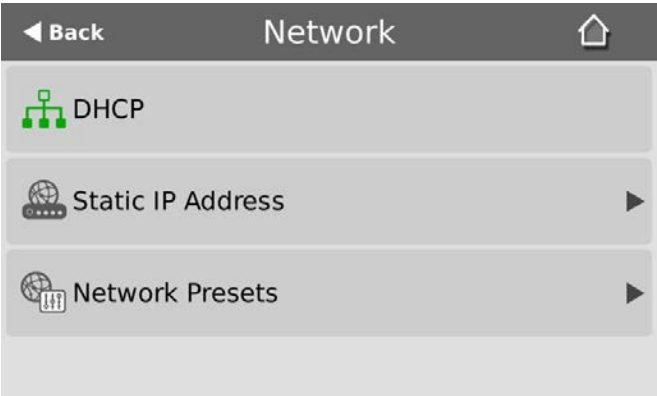 Back
Network
DHCP
Static IP Address
Network Presets